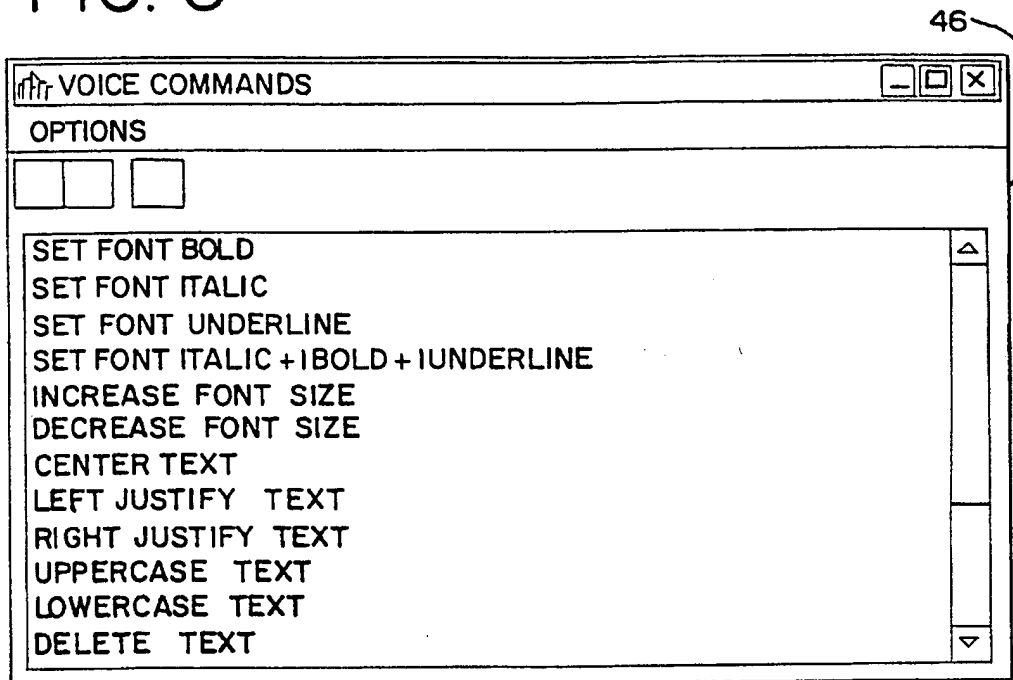 46
VOICE COMMANDS
OPTIONS
SET FONT BOLD
SET FONT ITALIC
SET FONT UNDERLINE
SET FONT ITALIC + IBOLD + IUNDERLINE
INCREASE FONT SIZE
DECREASE FONT SIZE
CENTER TEXT
LEFT JUSTIFY TEXT
RIGHT JUSTIFY TEXT
UPPERCASE TEXT
LOWERCASE TEXT
DELETE TEXT